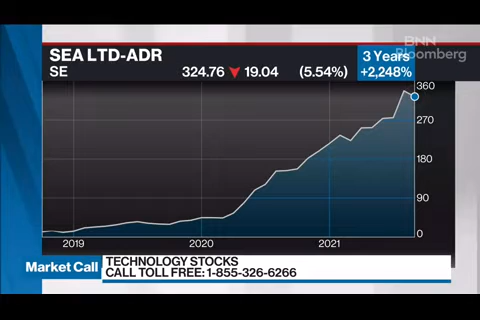 BNN
Bloomberg
SEA LTD-ADR
SE 324.76 19.04 (5.54%)
3 Years
+2,248%
360
270
180
90
0
2019 2020 2021
Market Call
TECHNOLOGY STOCKS
CALL TOLL FREE: 1-855-326-6266